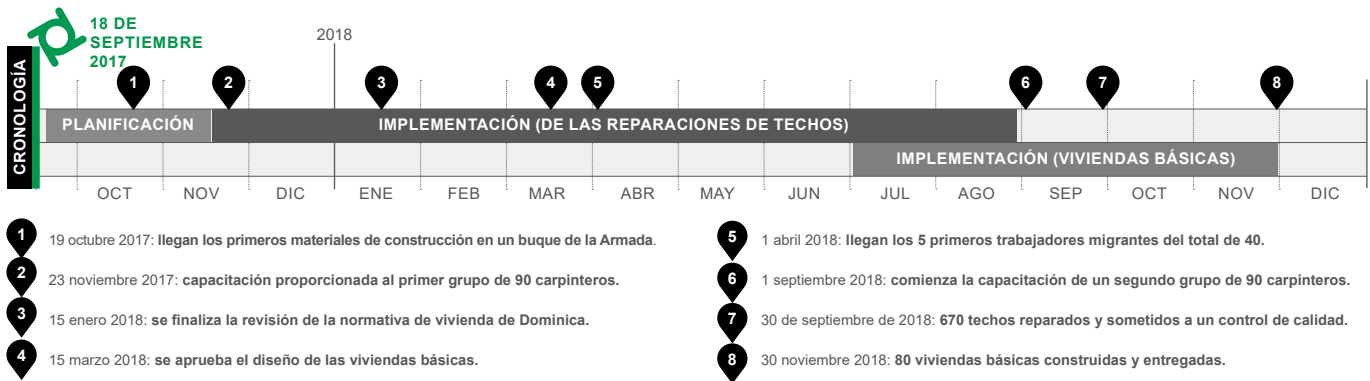 18 DE
SEPTIEMBRE
2017
CRONOLOGÍA
2018
1 2 3 4 5 6 7 8
PLANIFICACIÓN IMPLEMENTACIÓN (DE LAS REPARACIONES DE TECHOS)
IMPLEMENTACIÓN (VIVIENDAS BÁSICAS)
OCT NOV DIC ENE FEB MAR ABR MAY JUN JUL AGO SEP OCT NOV DIC
1 19 octubre 2017: llegan los primeros materiales de construcción en un buque de la Armada.
2 23 noviembre 2017: capacitación proporcionada al primer grupo de 90 carpinteros.
3 15 enero 2018: se finaliza la revisión de la normativa de vivienda de Dominica.
4 15 marzo 2018: se aprueba el diseño de las viviendas básicas.
5 1 abril 2018: llegan los 5 primeros trabajadores migrantes del total de 40.
6 1 septiembre 2018: comienza la capacitación de un segundo grupo de 90 carpinteros.
7 30 de septiembre de 2018: 670 techos reparados y sometidos a un control de calidad.
8 30 noviembre 2018: 80 viviendas básicas construidas y entregadas.